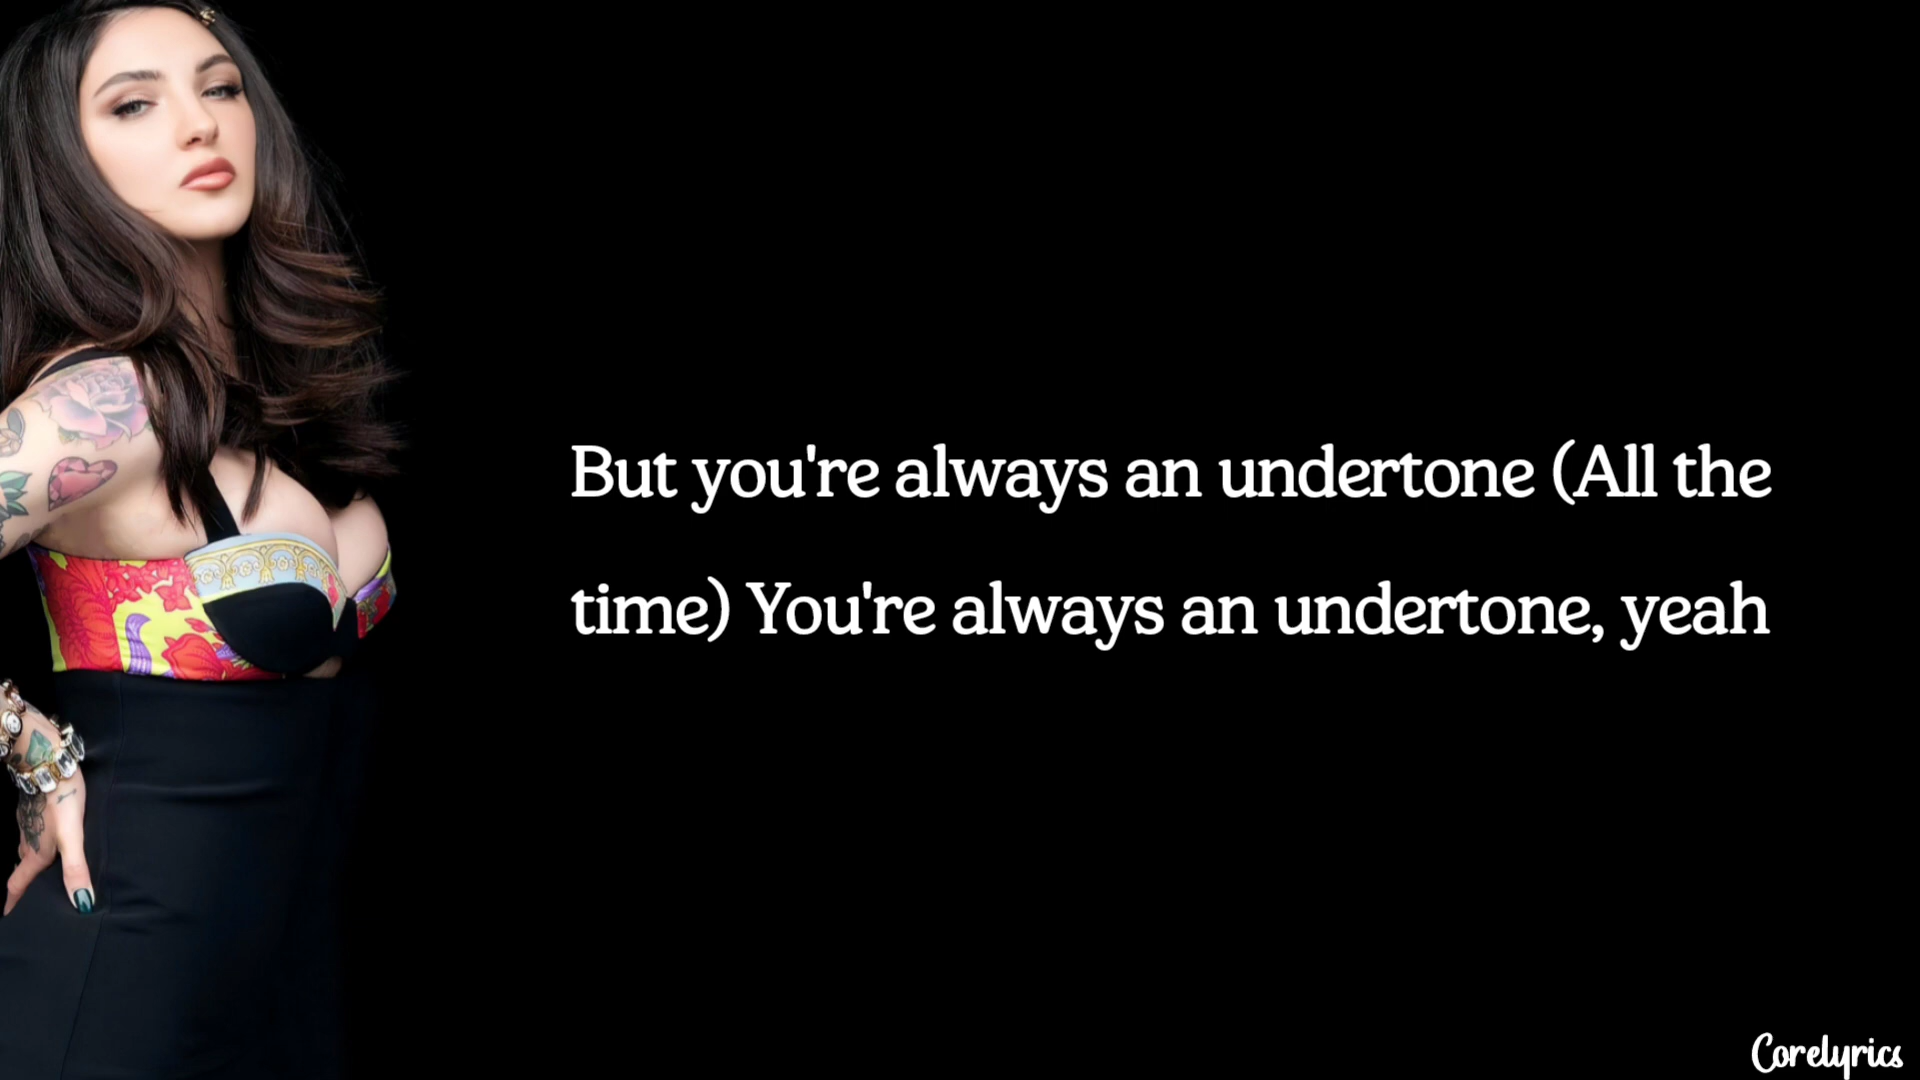 But you're always an undertone (All the
time) You're always an undertone, yeah
Corelyrics